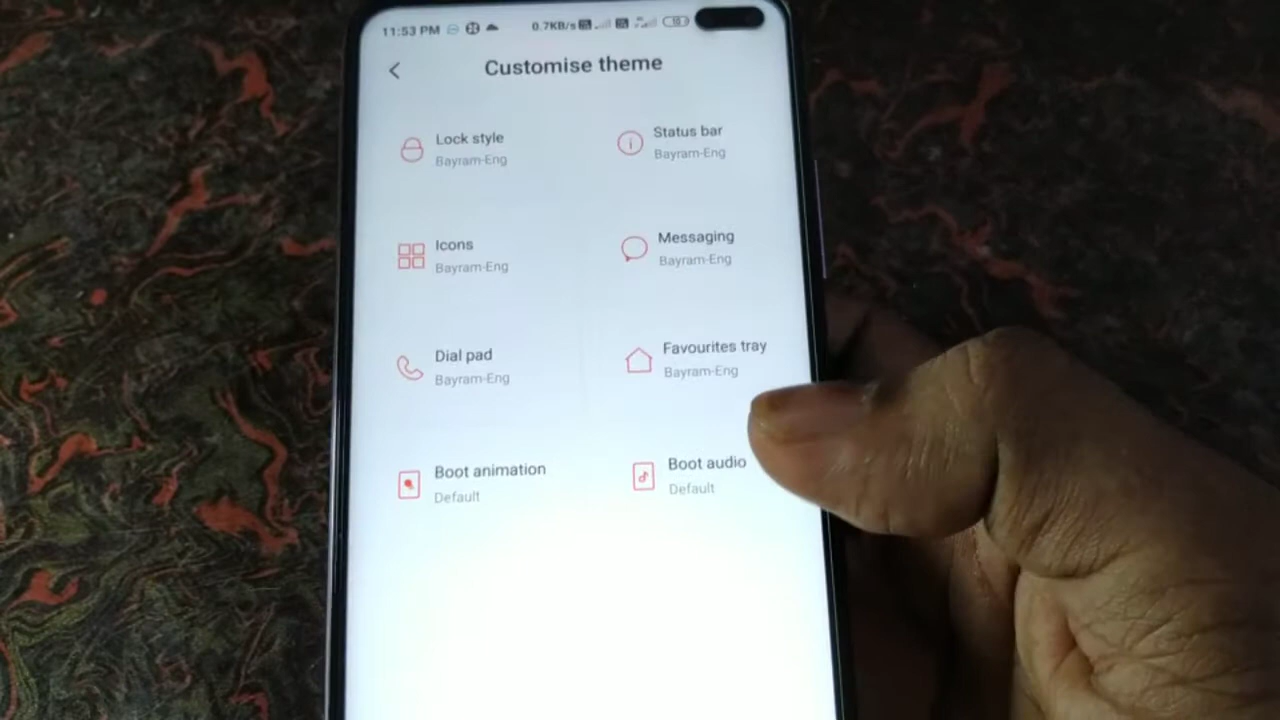 11:53 PM
0.7KB/s
Customise theme
Lock style
Bayram-Eng
Status bar
Bayram-Eng
Icons
Bayram-Eng
Messaging
Bayram-Eng
Dial pad
Bayram-Eng
Favourites tray
Bayram-Eng
Boot animation
Default
Boot audio
Default